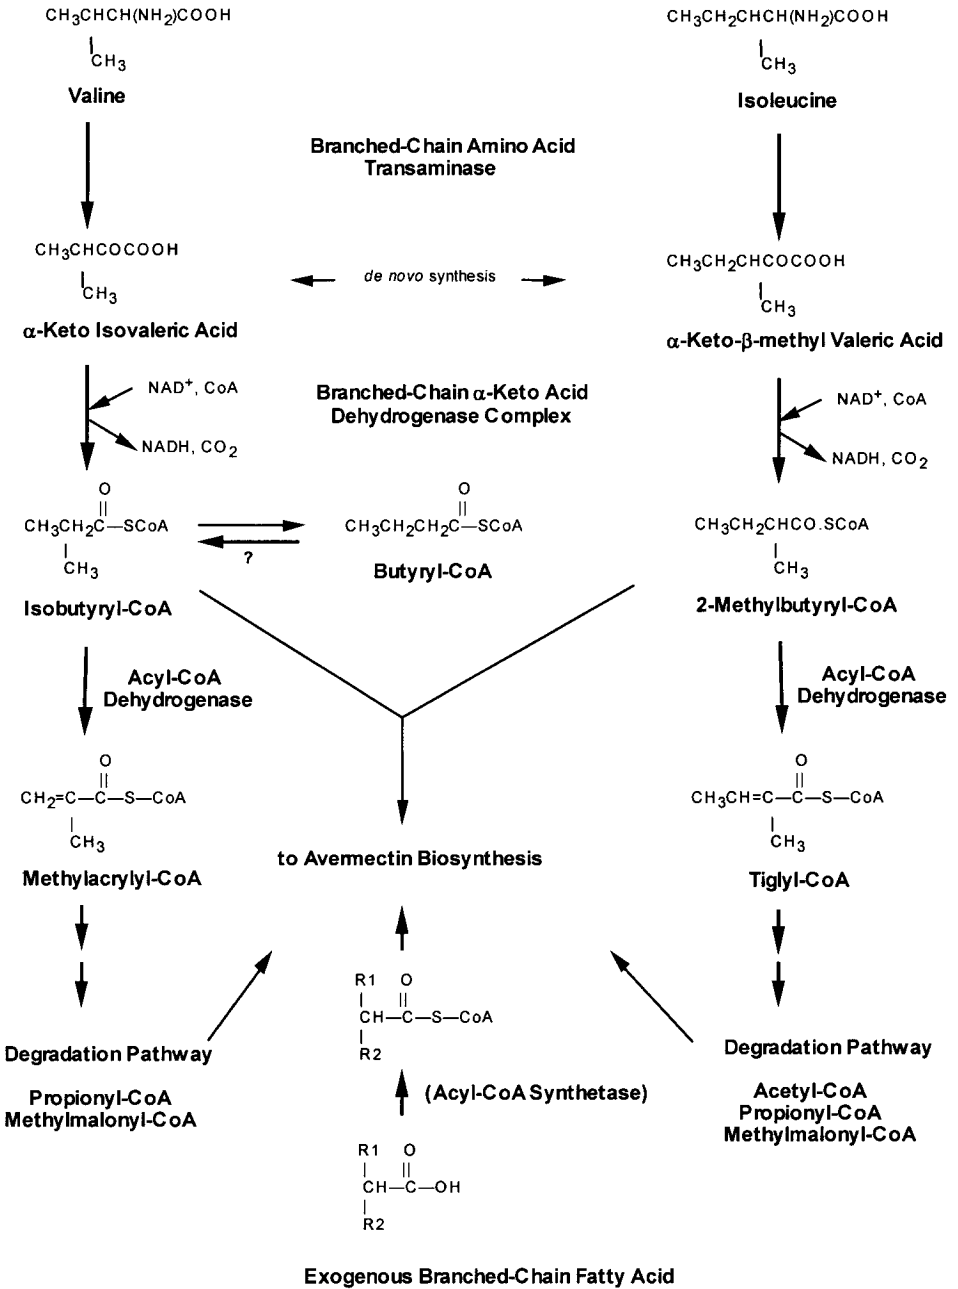 CH3CHCH(NH2)COOH
CH3
Valine
CH3CH2CHCH(NH2)COOH
CH3
Isoleucine
Branched-Chain Amino Acid
Transaminase
CH3CHCOCOOH
CH3
α-Keto Isovaleric Acid
de novo synthesis
CH3CH2CHCOCOOH
CH3
α-Keto-β-methyl Valeric Acid
NAD+, CoA
NADH, CO2
Branched-Chain α-Keto Acid
Dehydrogenase Complex
NAD+, CoA
NADH, CO2
O
CH3CH2C—SCoA
CH3
Isobutyryl-CoA
?
O
CH3CH2CH2C—SCoA
Butyryl-CoA
CH3CH2CHCO.SCoA
CH3
2-Methylbutyryl-CoA
Acyl-CoA
Dehydrogenase
Acyl-CoA
Dehydrogenase
O
CH2=C—C—S—CoA
CH3
Methylacrylyl-CoA
to Avermectin Biosynthesis
O
CH3CH=C—C—S—CoA
CH3
Tiglyl-CoA
R1 O
CH—C—S—CoA
R2
Degradation Pathway
Propionyl-CoA
Methylmalonyl-CoA
(Acyl-CoA Synthetase)
Degradation Pathway
Acetyl-CoA
Propionyl-CoA
Methylmalonyl-CoA
R1 O
CH—C—OH
R2
Exogenous Branched-Chain Fatty Acid